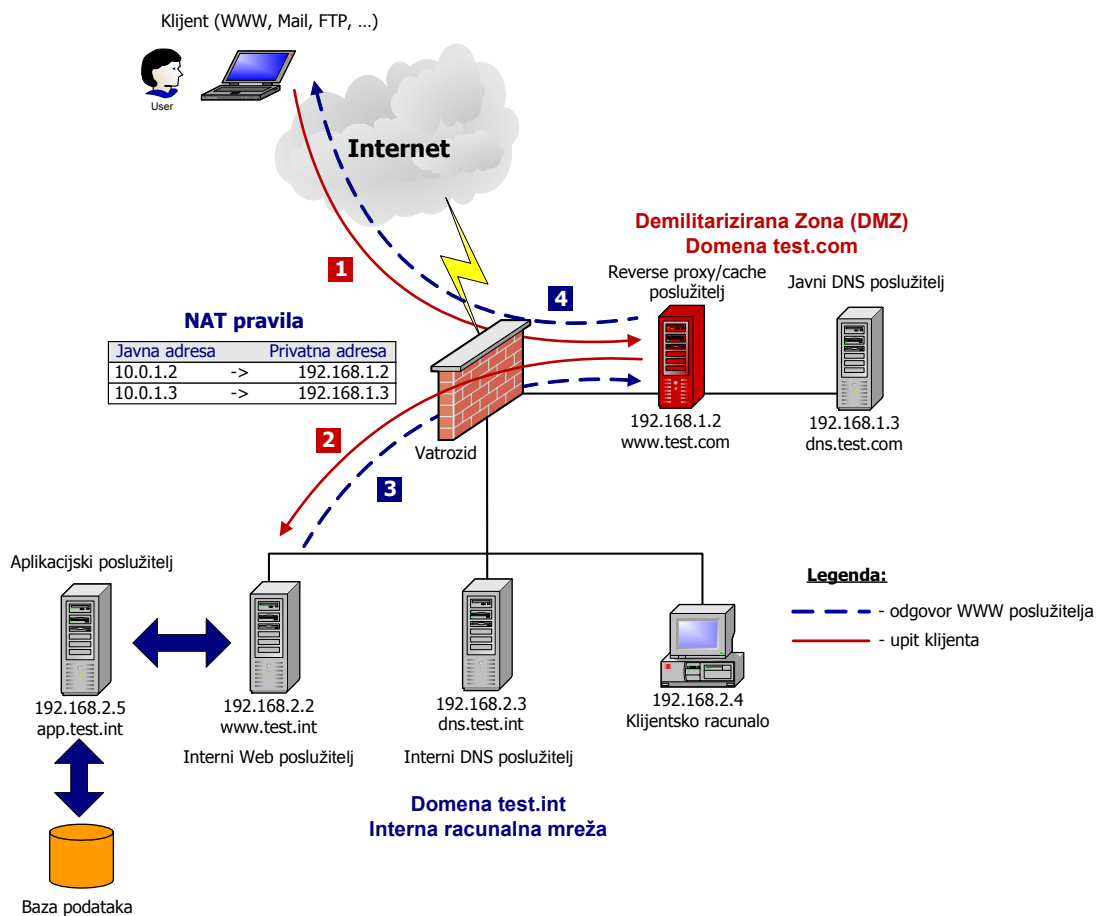 Klijent (WWW, Mail, FTP, ...)
User
Internet
1
Demilitarizirana Zona (DMZ)
Domena test.com
Reverse proxy/cache
poslužitelj
Javni DNS poslužitelj
4
NAT pravila
Javna adresa Privatna adresa
10.0.1.2 -> 192.168.1.2
10.0.1.3 -> 192.168.1.3
192.168.1.2
www.test.com
192.168.1.3
dns.test.com
Vatrozid
2
3
Aplikacijski poslužitelj
Legenda:
- odgovor WWW poslužitelja
- upit klijenta
192.168.2.5
app.test.int
192.168.2.2
www.test.int
Interni Web poslužitelj
192.168.2.3
dns.test.int
Interni DNS poslužitelj
192.168.2.4
Klijentsko racunalo
Domena test.int
Interna racunalna mreža
Baza podataka